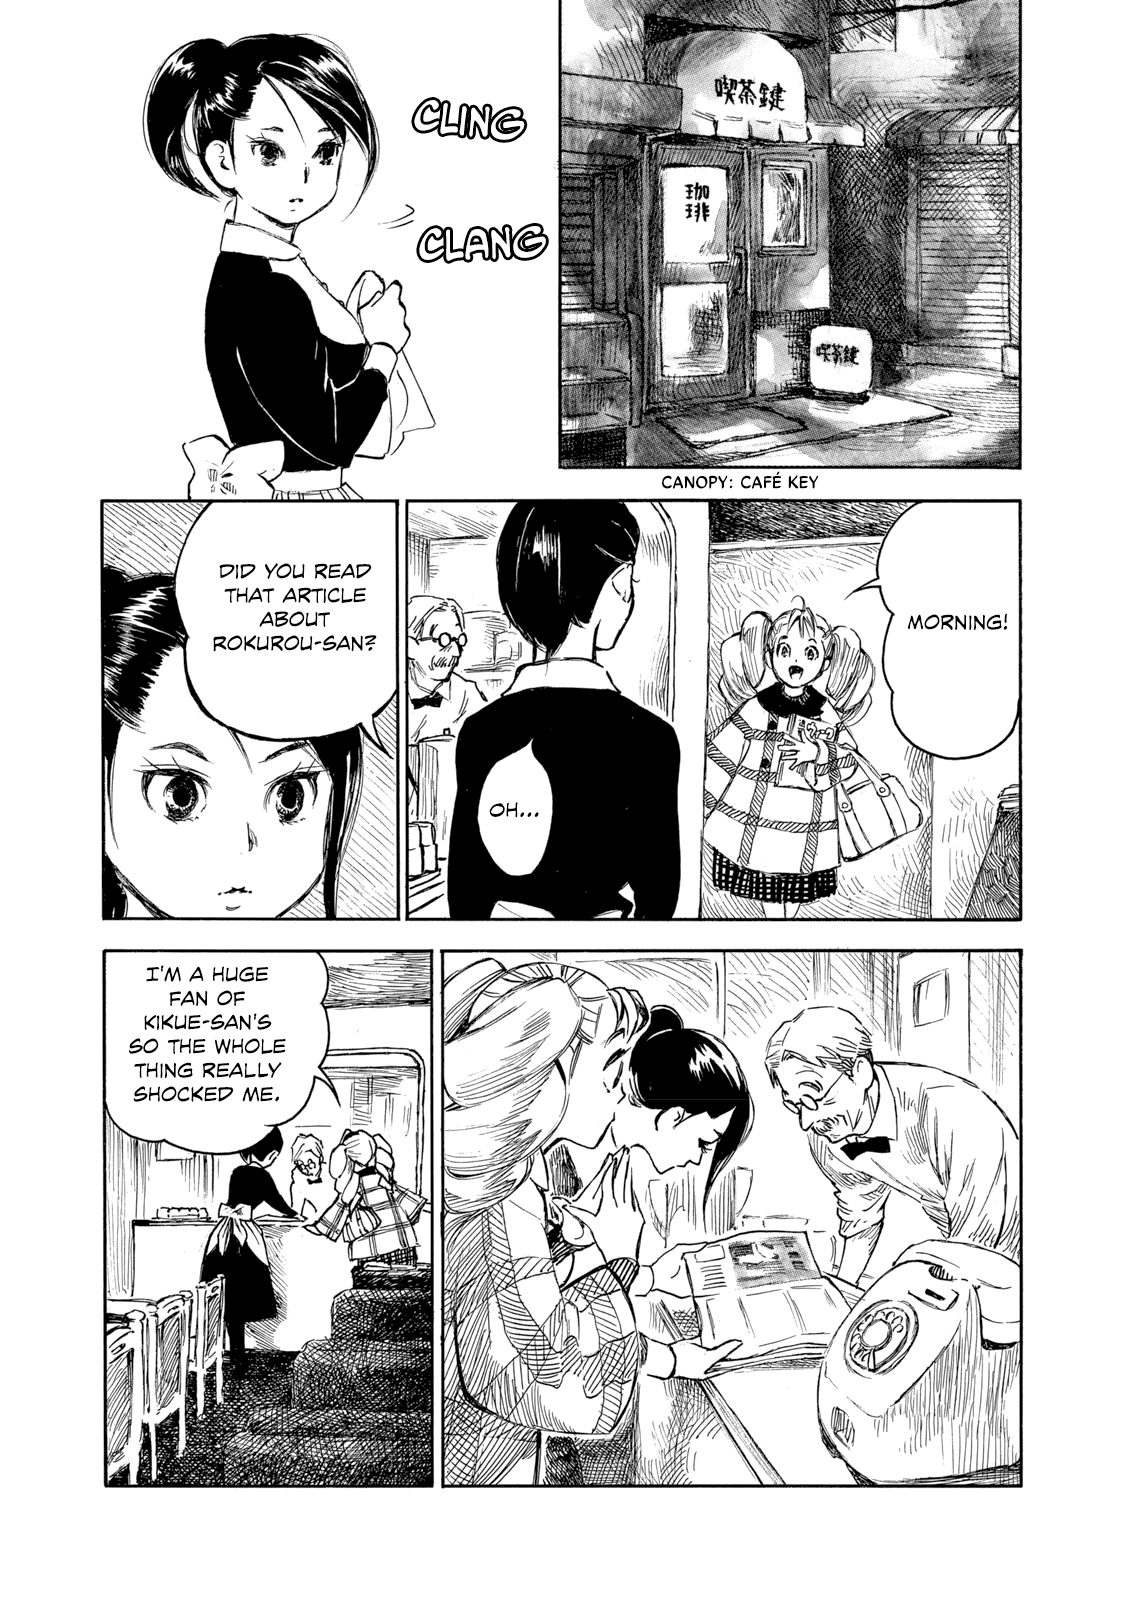 喫茶鍵
珈
琲
喫茶鍵
CANOPY: CAFÉ KEY
CLING
CLANG
MORNING!
OH...
DID YOU READ
THAT ARTICLE
ABOUT
ROKUROU-SAN?
I'M A HUGE
FAN OF
KIKUE-SAN'S
SO THE WHOLE
THING REALLY
SHOCKED ME.